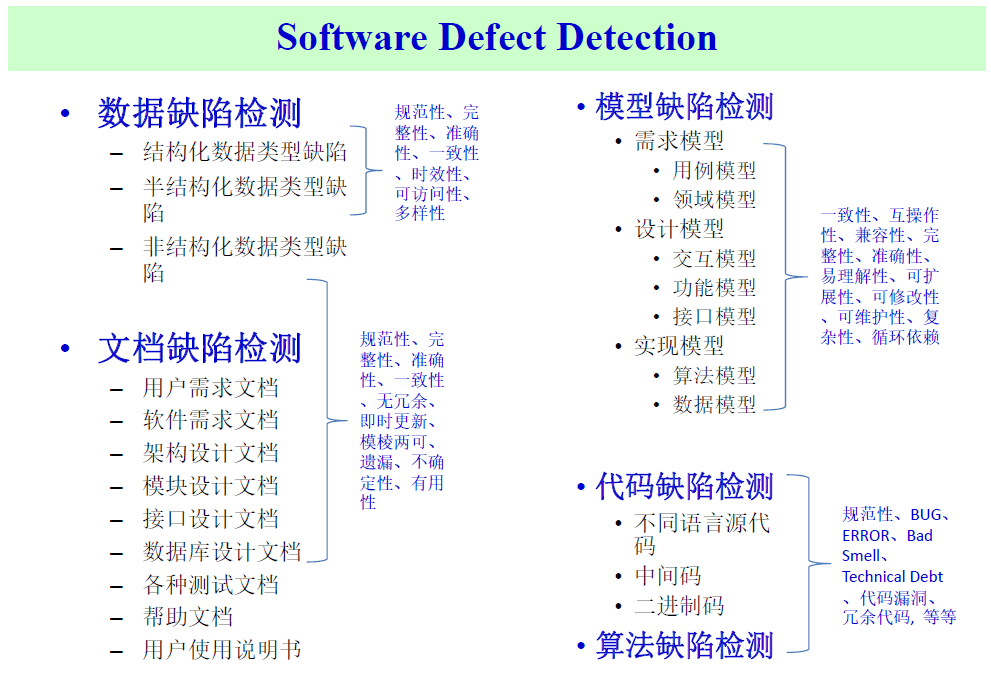 Software Defect Detection
• 数据缺陷检测
– 结构化数据类型缺陷
– 半结构化数据类型缺
陷
– 非结构化数据类型缺
陷
规范性、完
整性、准确
性、一致性
、时效性、
可访问性、
多样性
• 文档缺陷检测
– 用户需求文档
– 软件需求文档
– 架构设计文档
– 模块设计文档
– 接口设计文档
– 数据库设计文档
– 各种测试文档
– 帮助文档
– 用户使用说明书
规范性、完
整性、准确
性、一致性
、无冗余、
即时更新、
模棱两可、
遗漏、不确
定性、有用
性
• 模型缺陷检测
• 需求模型
• 用例模型
• 领域模型
• 设计模型
• 交互模型
• 功能模型
• 接口模型
• 实现模型
• 算法模型
• 数据模型
一致性、互操作
性、兼容性、完
整性、准确性、
易理解性、可扩
展性、可修改性
、可维护性、复
杂性、循环依赖
• 代码缺陷检测
• 不同语言源代
码
• 中间码
• 二进制码
• 算法缺陷检测
规范性、BUG、
ERROR、Bad
Smell、
Technical Debt
、代码漏洞、
冗余代码, 等等